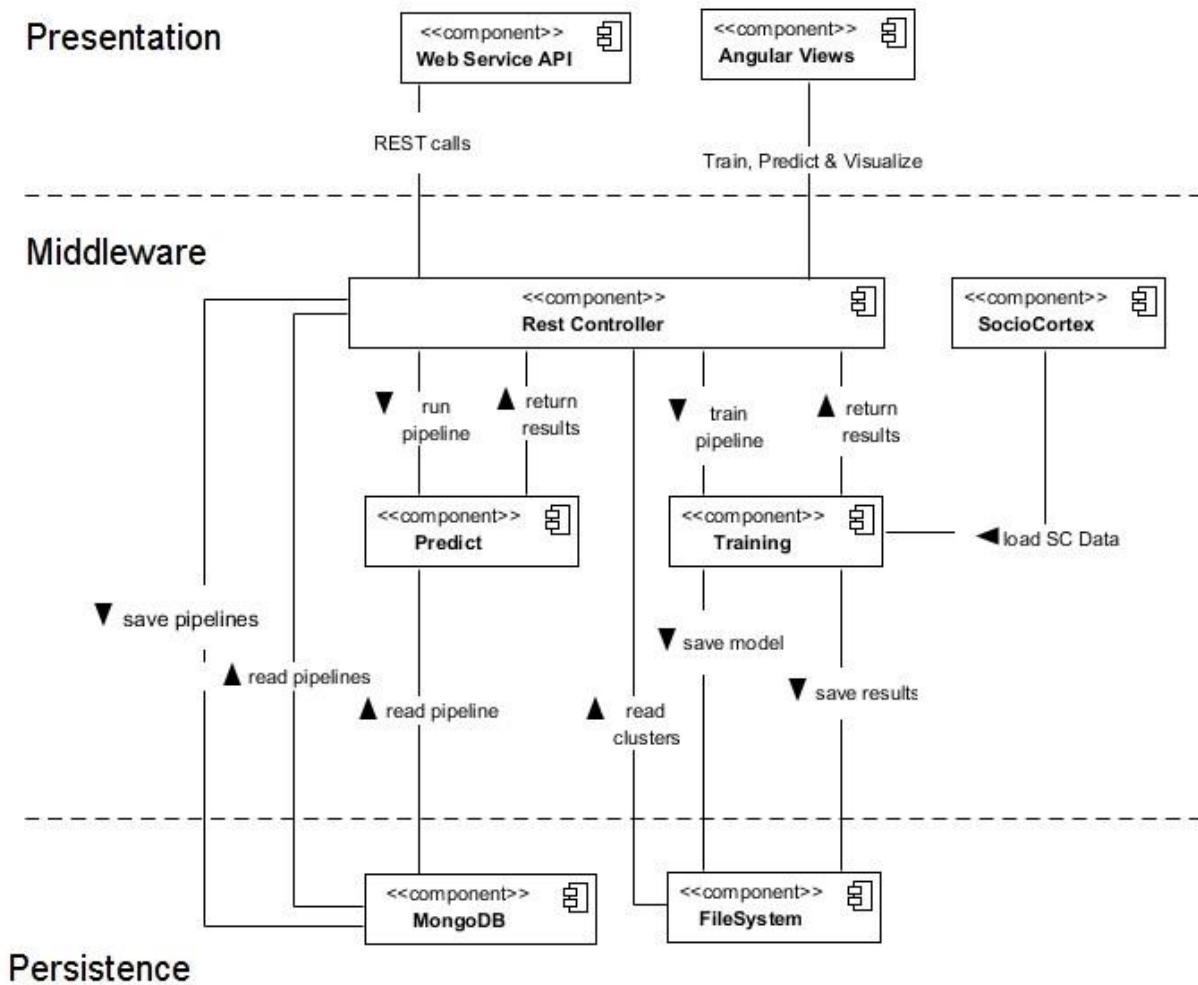 Presentation
<<component>>
Web Service API
<<component>>
Angular Views
REST calls
Train, Predict & Visualize
Middleware
<<component>>
Rest Controller
<<component>>
SocioCortex
run
pipeline
return
results
train
pipeline
return
results
<<component>>
Predict
<<component>>
Training
load SC Data
save pipelines
save model
read pipelines
save results
read pipeline
read
clusters
<<component>>
MongoDB
<<component>>
FileSystem
Persistence